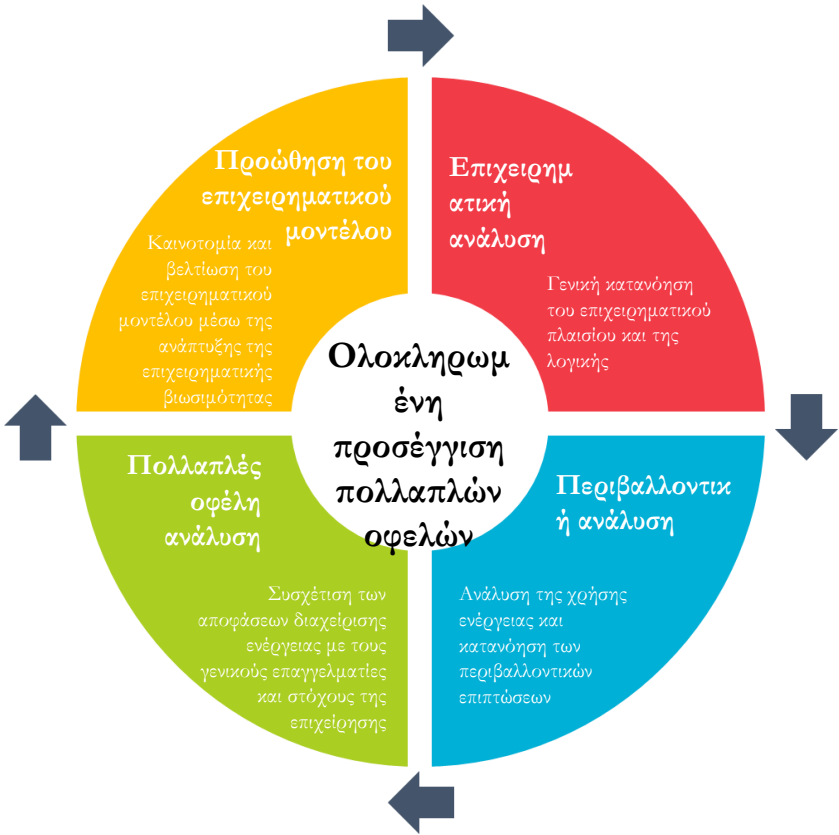 Προώθηση του
επιχειρηματικού
μοντέλου
Καινοτομία και
βελτίωση του
επιχειρηματικού
μοντέλου μέσω της
ανάπτυξης της
επιχειρηματικής
βιωσιμότητας
Επιχειρημ
ατική
ανάλυση
Γενική κατανόηση
του επιχειρηματικού
πλαισίου και της
λογικής
Ολοκληρωμ
ένη
προσέγγιση
πολλαπλών
οφελών
Περιβαλλοντικ
ή ανάλυση
Ανάλυση της χρήσης
ενέργειας και
κατανόηση των
περιβαλλοντικών
επιπτώσεων
Πολλαπλές
οφέλη
ανάλυση
Συσχέτιση των
αποφάσεων διαχείρισης
ενέργειας με τους
γενικούς επαγγελματίες
και στόχους της
επιχείρησης